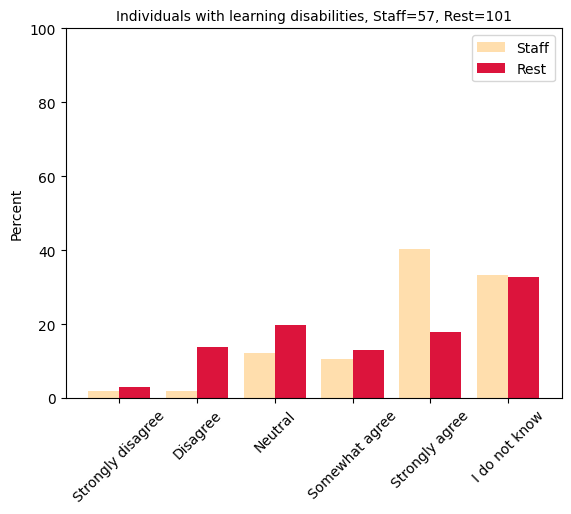 Individuals with learning disabilities, Staff=57, Rest=101
100
80
60
40
20
0
Percent
Staff
Rest
Strongly disagree
Disagree
Neutral
Somewhat agree
Strongly agree
I do not know